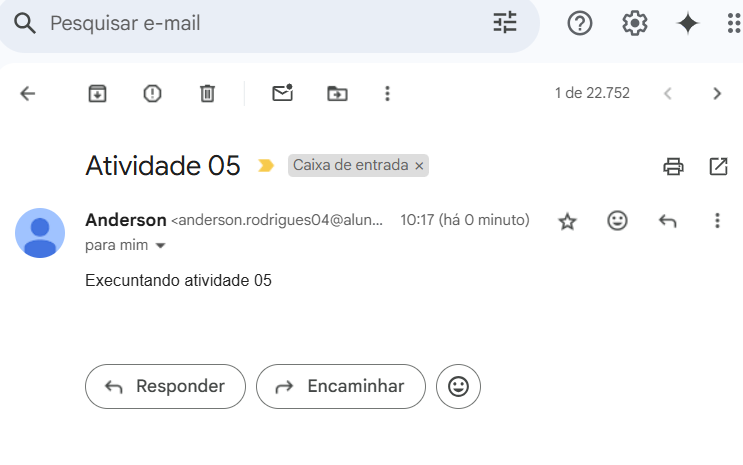 Pesquisar e-mail
1 de 22.752
Atividade 05 Caixa de entrada ×
Anderson <anderson.rodrigues04@alun... 10:17 (há 0 minuto)
para mim
Execuntando atividade 05
Responder Encaminhar